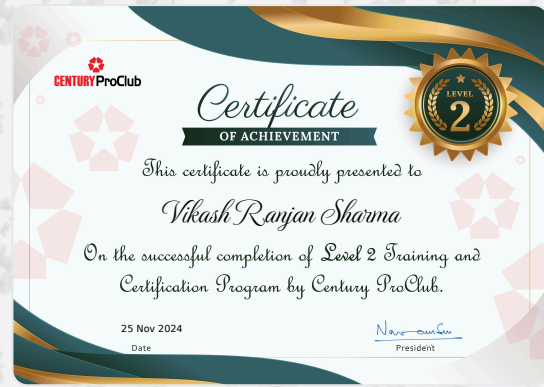 CENTURY ProClub
Certificate
OF ACHIEVEMENT
LEVEL
2
This certificate is proudly presented to
Vikash Ranjan Sharma
On the successful completion of Level 2 Training and
Certification Program by Century ProClub.
25 Nov 2024
Date
President